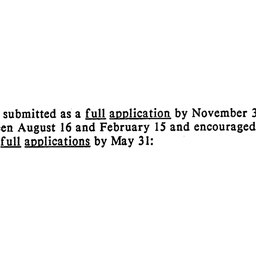 submitted as a full application by November 3
en August 16 and February 15 and encouraged
full applications by May 31: